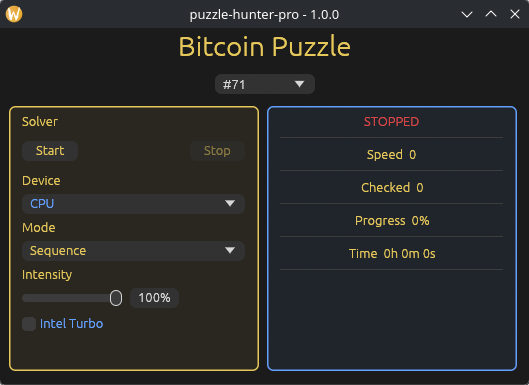 puzzle-hunter-pro - 1.0.0
Bitcoin Puzzle
#71
Solver
Start Stop
Device
CPU
Mode
Sequence
Intensity
100%
Intel Turbo
STOPPED
Speed 0
Checked 0
Progress 0%
Time 0h 0m 0s